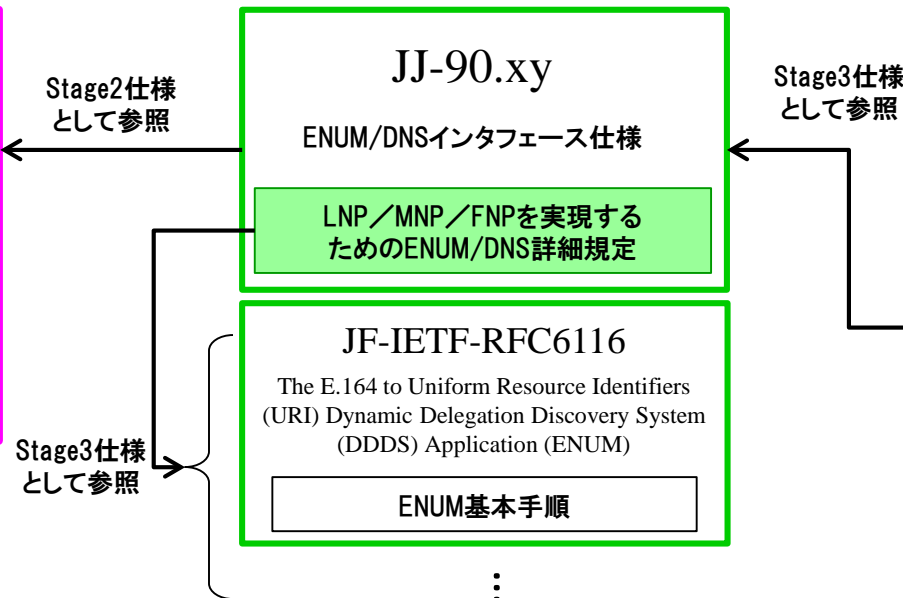 Stage2仕様
として参照
JJ-90.xy
ENUM/DNSインタフェース仕様
LNP／MNP／FNPを実現する
ためのENUM/DNS詳細規定
Stage3仕様
として参照
JF-IETF-RFC6116
The E.164 to Uniform Resource Identifiers
(URI) Dynamic Delegation Discovery System
(DDDS) Application (ENUM)
ENUM基本手順
Stage3仕様
として参照
⋮